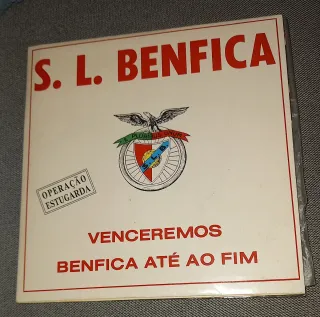 S. L. BENFICA
OPERAÇÃO
ESTUGARDA
VENCEREMOS
BENFICA ATÉ AO FIM